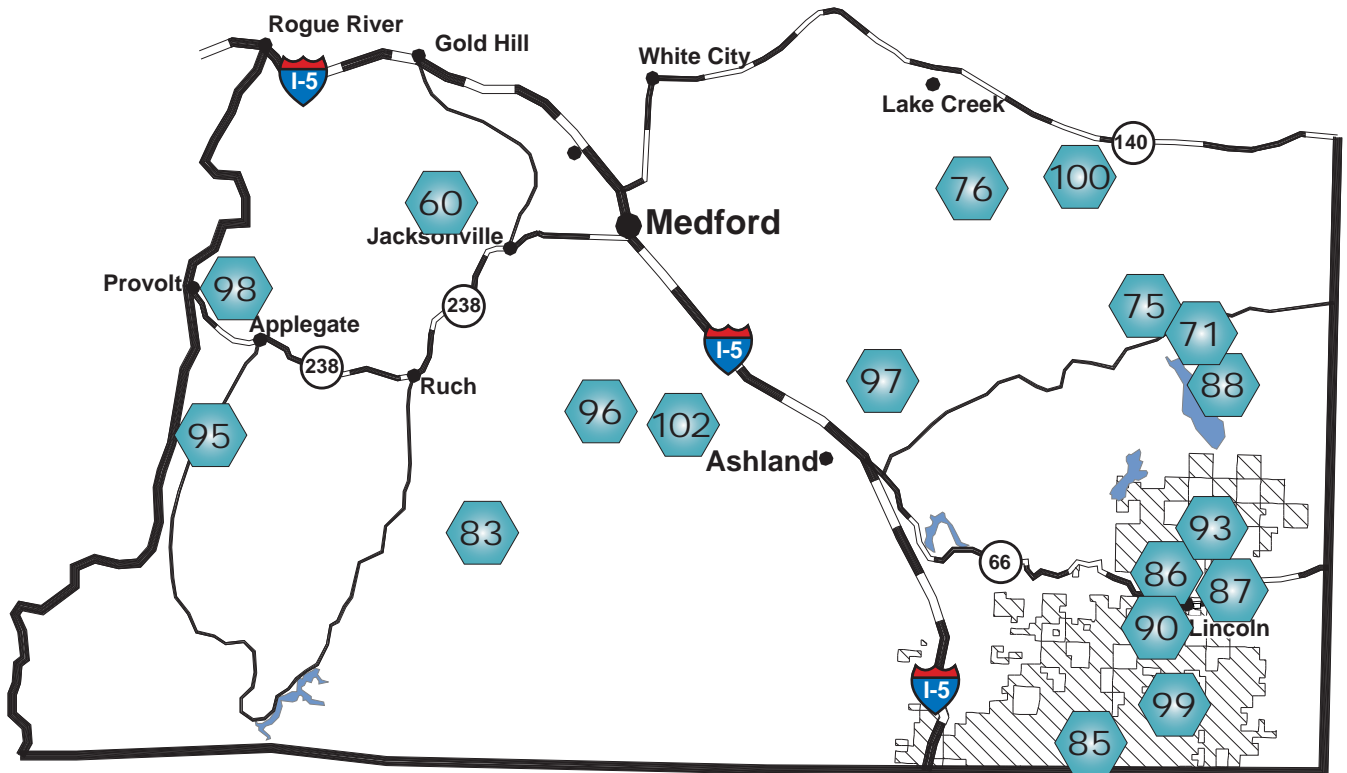 Rogue River
Gold Hill
I-5
White City
Lake Creek
140
76
100
60
Medford
Jacksonville
Provolt
98
238
Applegate
238
I-5
75
71
88
97
Ruch
96
102
95
Ashland
83
93
66
86
87
90
Lincoln
I-5
99
85